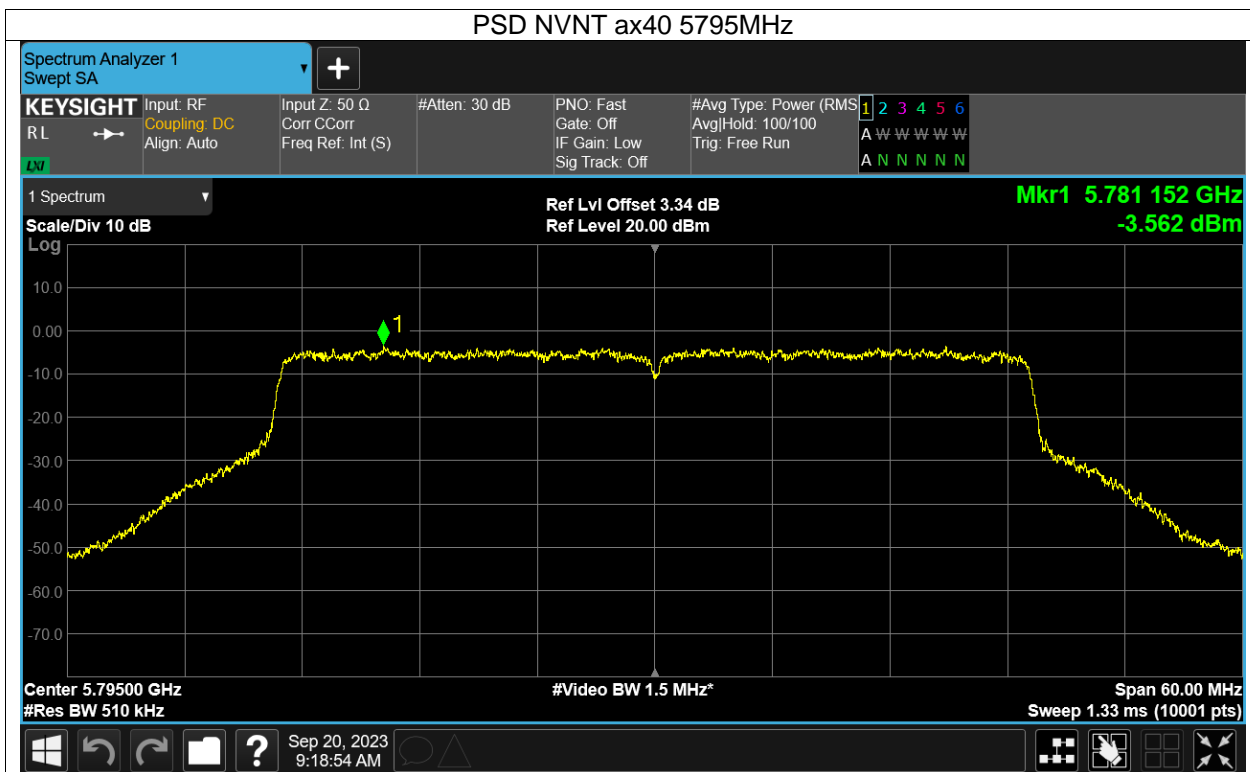 PSD NVNT ax40 5795MHz
Spectrum Analyzer 1
Swept SA
KEYSIGHT
RL
LXI
Input: RF
Coupling: DC
Align: Auto
Input Z: 50 Ω
Corr CCorr
Freq Ref: Int (S)
#Atten: 30 dB
PNO: Fast
Gate: Off
IF Gain: Low
Sig Track: Off
#Avg Type: Power (RMS
Avg|Hold: 100/100
Trig: Free Run
1 2 3 4 5 6
A W W W W W
A N N N N N
1 Spectrum
Scale/Div 10 dB
Ref Lvl Offset 3.34 dB
Ref Level 20.00 dBm
Mkr1 5.781 152 GHz
-3.562 dBm
Log
10.0
0.00
-10.0
-20.0
-30.0
-40.0
-50.0
-60.0
-70.0
1
Center 5.79500 GHz
#Res BW 510 kHz
#Video BW 1.5 MHz*
Span 60.00 MHz
Sweep 1.33 ms (10001 pts)
?
Sep 20, 2023
9:18:54 AM